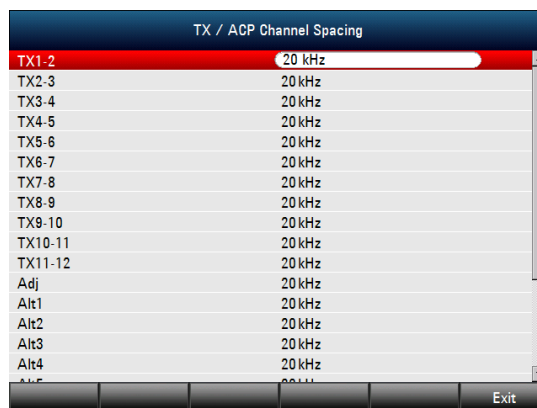 TX / ACP Channel Spacing
TX1-2 20 kHz
TX2-3 20 kHz
TX3-4 20 kHz
TX4-5 20 kHz
TX5-6 20 kHz
TX6-7 20 kHz
TX7-8 20 kHz
TX8-9 20 kHz
TX9-10 20 kHz
TX10-11 20 kHz
TX11-12 20 kHz
Adj 20 kHz
Alt1 20 kHz
Alt2 20 kHz
Alt3 20 kHz
Alt4 20 kHz
Exit